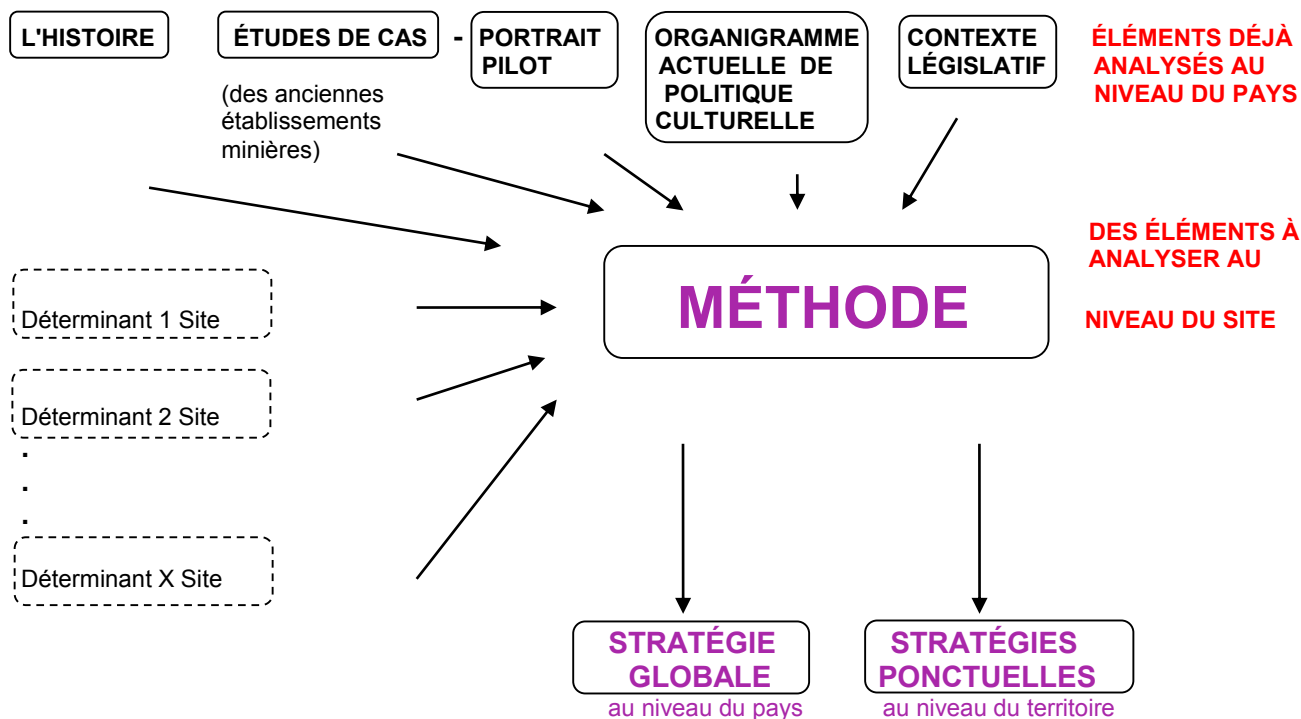 L'HISTOIRE
ÉTUDES DE CAS
-
PORTRAIT
PILOT
ORGANIGRAMME
ACTUELLE DE
POLITIQUE
CULTURELLE
CONTEXTE
LÉGISLATIF
ÉLÉMENTS DÉJÀ
ANALYSÉS AU
NIVEAU DU PAYS
(des anciennes
établissements
minières)
DES ÉLÉMENTS À
ANALYSER AU
NIVEAU DU SITE
MÉTHODE
Déterminant 1 Site
Déterminant 2 Site
.
.
.
Déterminant X Site
STRATÉGIE
GLOBALE
au niveau du pays
STRATÉGIES
PONCTUELLES
au niveau du territoire